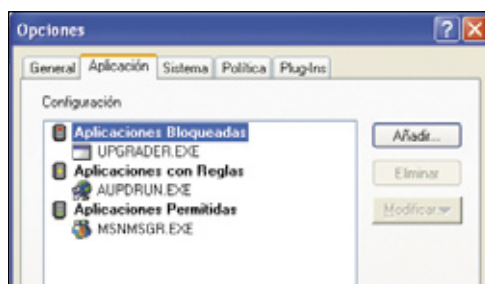 Opciones
General Aplicación Sistema Política Plug-Ins
Configuración
Aplicaciones Bloqueadas
UPGRADER.EXE
Aplicaciones con Reglas
AUPDRUN.EXE
Aplicaciones Permitidas
MSNMSGR.EXE
Añadir...
Eliminar
Modificar